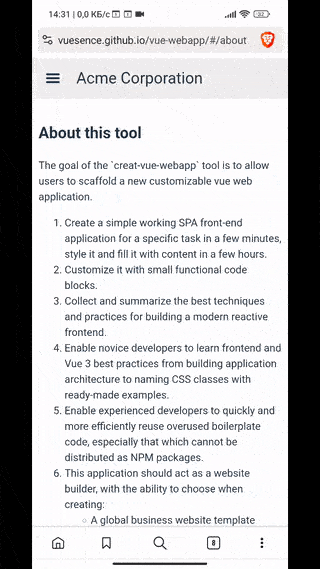 14:31 | 0,0 КБ/с
52
vuesence.github.io/vue-webapp/#/about
Acme Corporation
About this tool
The goal of the `creat-vue-webapp` tool is to allow
users to scaffold a new customizable vue web
application.
1. Create a simple working SPA front-end
application for a specific task in a few minutes,
style it and fill it with content in a few hours.
2. Customize it with small functional code
blocks.
3. Collect and summarize the best techniques
and practices for building a modern reactive
frontend.
4. Enable novice developers to learn frontend and
Vue 3 best practices from building application
architecture to naming CSS classes with
ready-made examples.
5. Enable experienced developers to quickly and
more efficiently reuse overused boilerplate
code, especially that which cannot be
distributed as NPM packages.
6. This application should act as a website
builder, with the ability to choose when
creating:
○ A global business website template
8